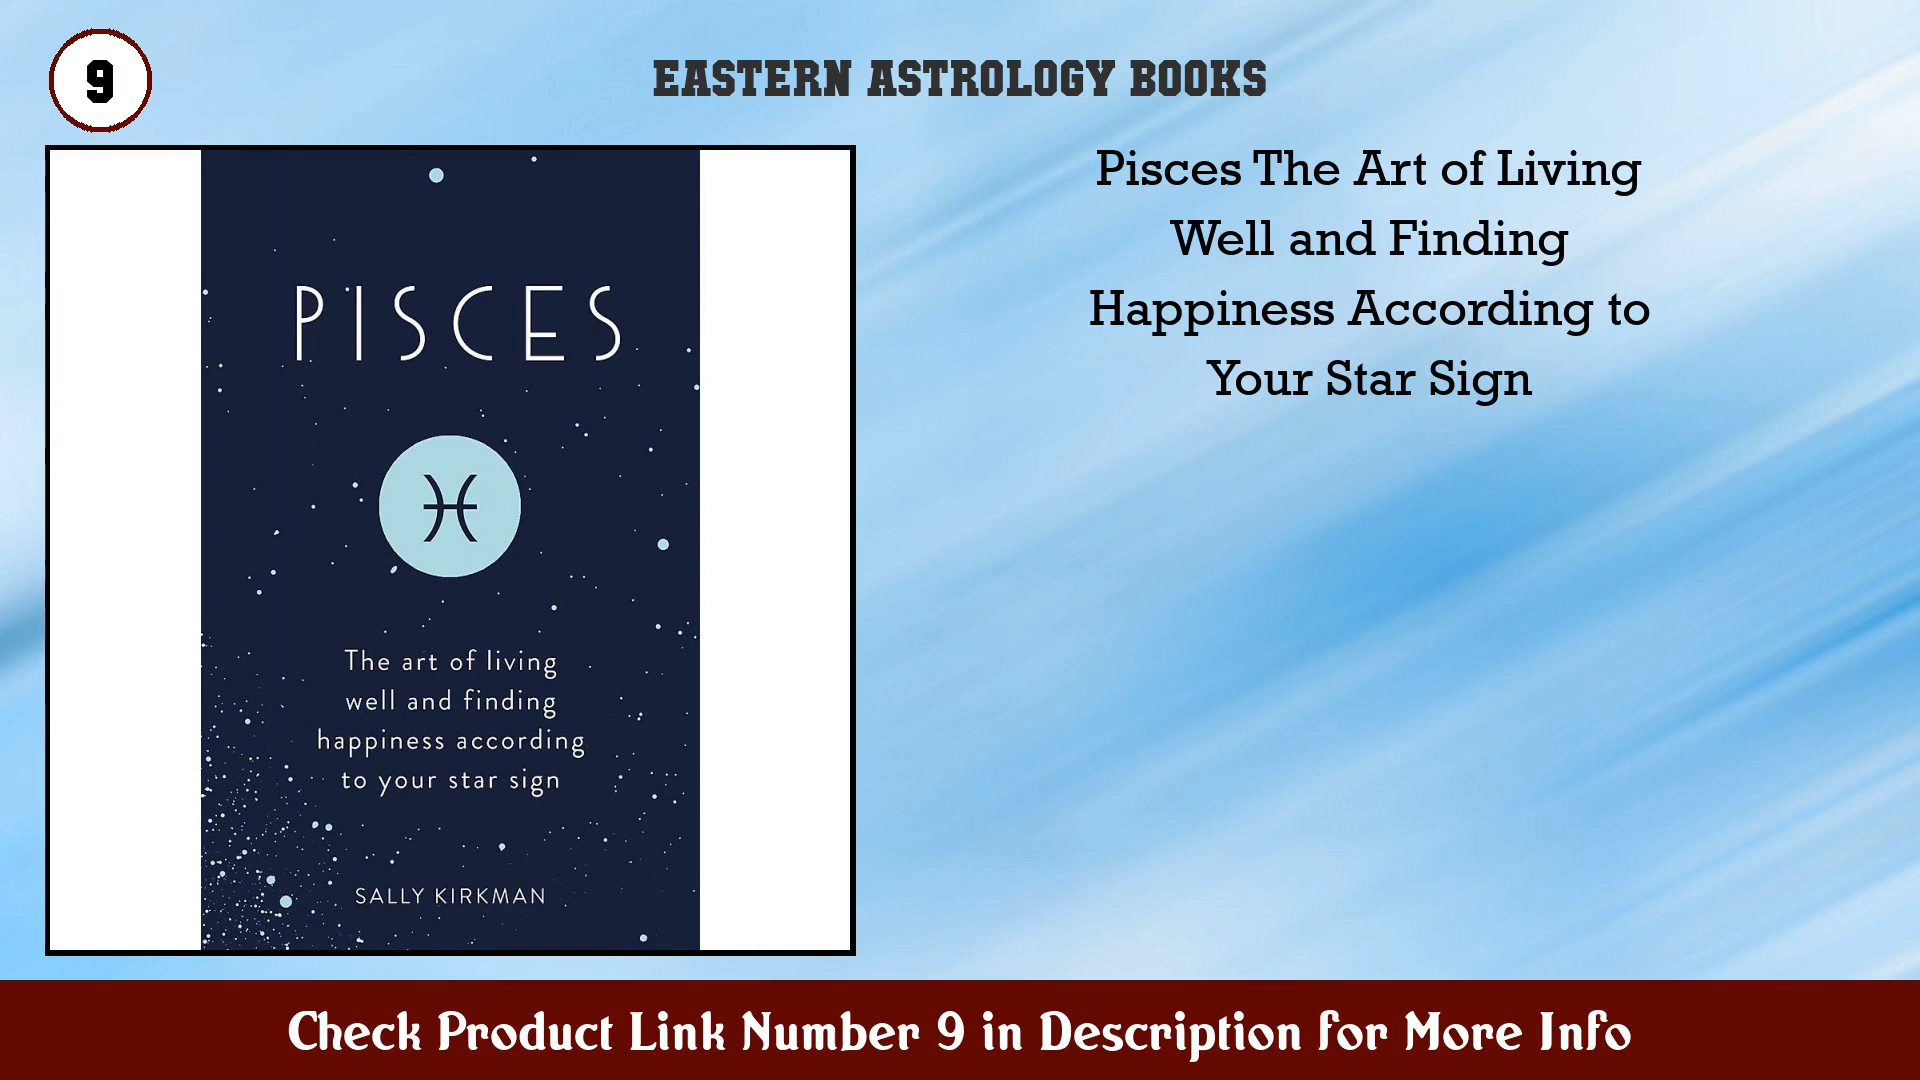 9
EASTERN ASTROLOGY BOOKS
PISCES
The art of living
well and finding
happiness according
to your star sign
SALLY KIRKMAN
Pisces The Art of Living
Well and Finding
Happiness According to
Your Star Sign
Check Product Link Number 9 in Description for More Info